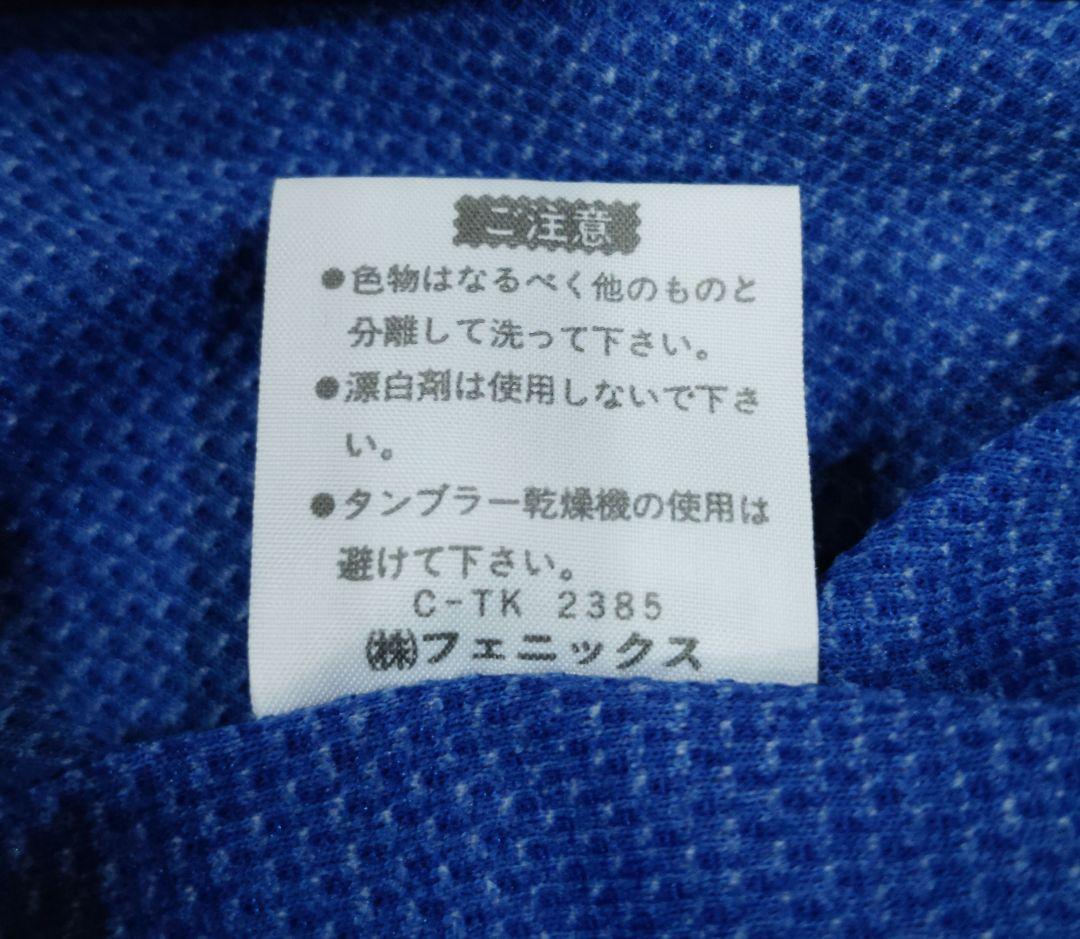 ご注意
●色物はなるべく他のものと
分離して洗って下さい。
●漂白剤は使用しないで下さ
い。
●タンブラー乾燥機の使用は
避けて下さい。
C-TK 2385
㈱フェニックス